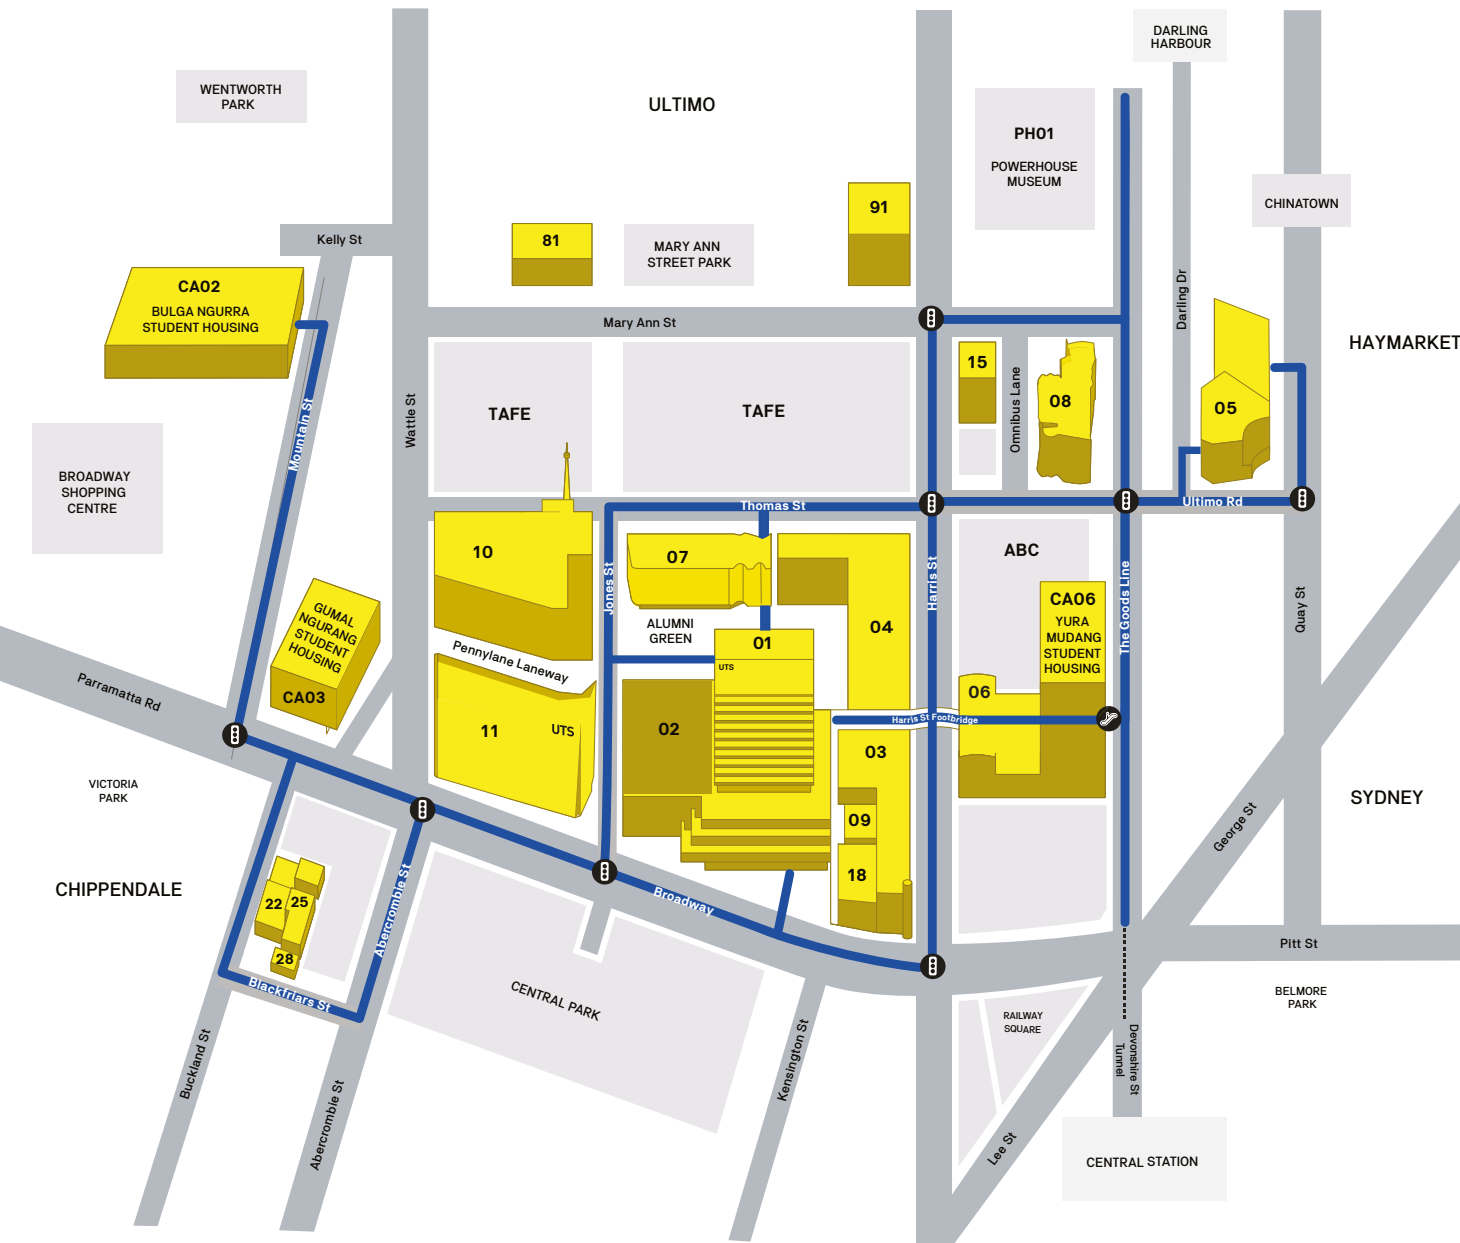 DARLING
HARBOUR
WENTWORTH
PARK
ULTIMO
PH01
POWERHOUSE
MUSEUM
CHINATOWN
91
Kelly St
81
MARY ANN
STREET PARK
CA02
BULGA NGURRA
STUDENT HOUSING
Darling Dr
Mary Ann St
HAYMARKET
15
08
05
Omnibus Lane
Wattle St
TAFE
TAFE
Mountain St
BROADWAY
SHOPPING
CENTRE
Thomas St
Ultimo Rd
10
07
ABC
Jones St
Harris St
The Goods Line
Quay St
CA06
YURA
MUDANG
STUDENT
HOUSING
GUMAL
NGURANG
STUDENT
HOUSING
CA03
ALUMNI
GREEN
04
01
UTS
Pennylane Laneway
Parramatta Rd
06
Harris St Footbridge
11
UTS
02
03
VICTORIA
PARK
SYDNEY
09
George St
18
CHIPPENDALE
22
25
28
Abercrombie St
Broadway
Pitt St
Blackfriars St
CENTRAL PARK
BELMORE
PARK
RAILWAY
SQUARE
Buckland St
Abercrombie St
Kensington St
Devonshire St
Tunnel
Lee St
CENTRAL STATION